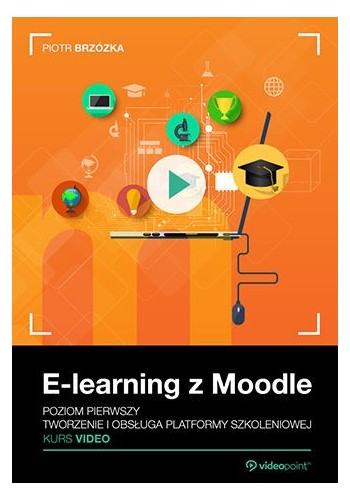 PIOTR BRZÓZKA
E-learning z Moodle
POZIOM PIERWSZY
TWORZENIE I OBSŁUGA PLATFORMY SZKOLENIOWEJ
KURS VIDEO
videopoint